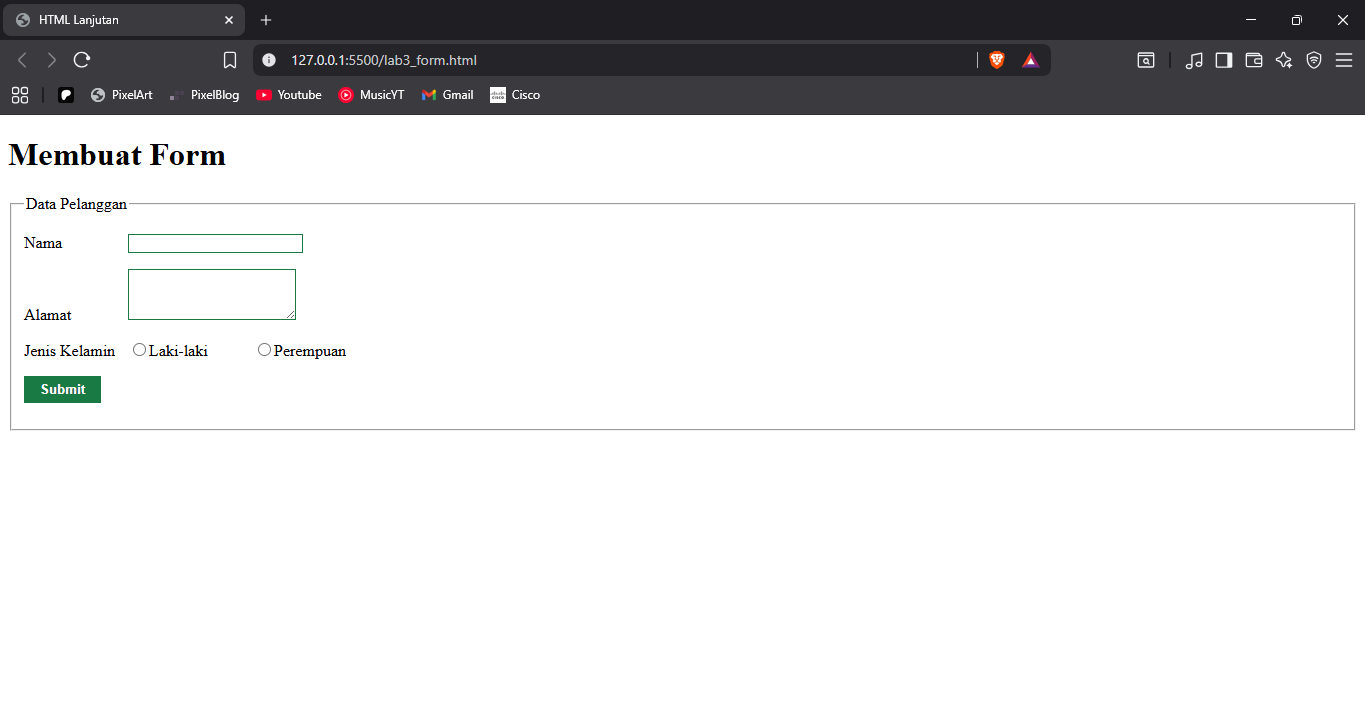 HTML Lanjutan
127.0.0.1:5500/lab3_form.html
PixelArt PixelBlog Youtube MusicYT Gmail Cisco
Membuat Form
Data Pelanggan
Nama
Alamat
Jenis Kelamin Laki-laki Perempuan
Submit